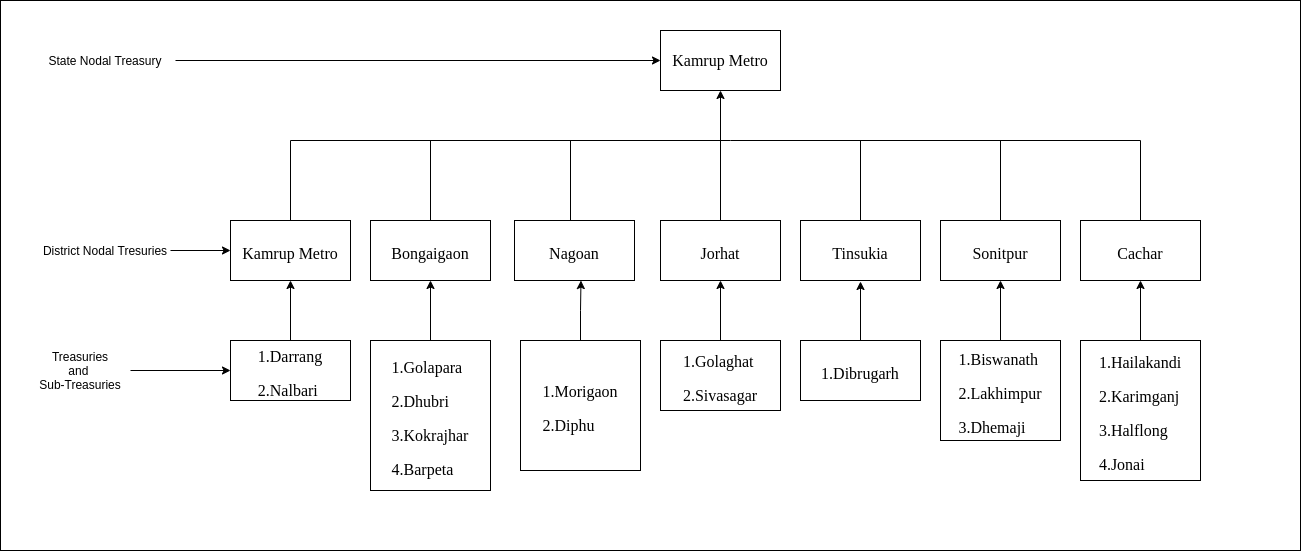 State Nodal Treasury
Kamrup Metro
District Nodal Tresuries
Kamrup Metro
Bongaigaon
Nagoan
Jorhat
Tinsukia
Sonitpur
Cachar
Treasuries
and
Sub-Treasuries
1.Darrang
2.Nalbari
1.Golapara
2.Dhubri
3.Kokrajhar
4.Barpeta
1.Morigaon
2.Diphu
1.Golaghat
2.Sivasagar
1.Dibrugarh
1.Biswanath
2.Lakhimpur
3.Dhemaji
1.Hailakandi
2.Karimganj
3.Halflong
4.Jonai